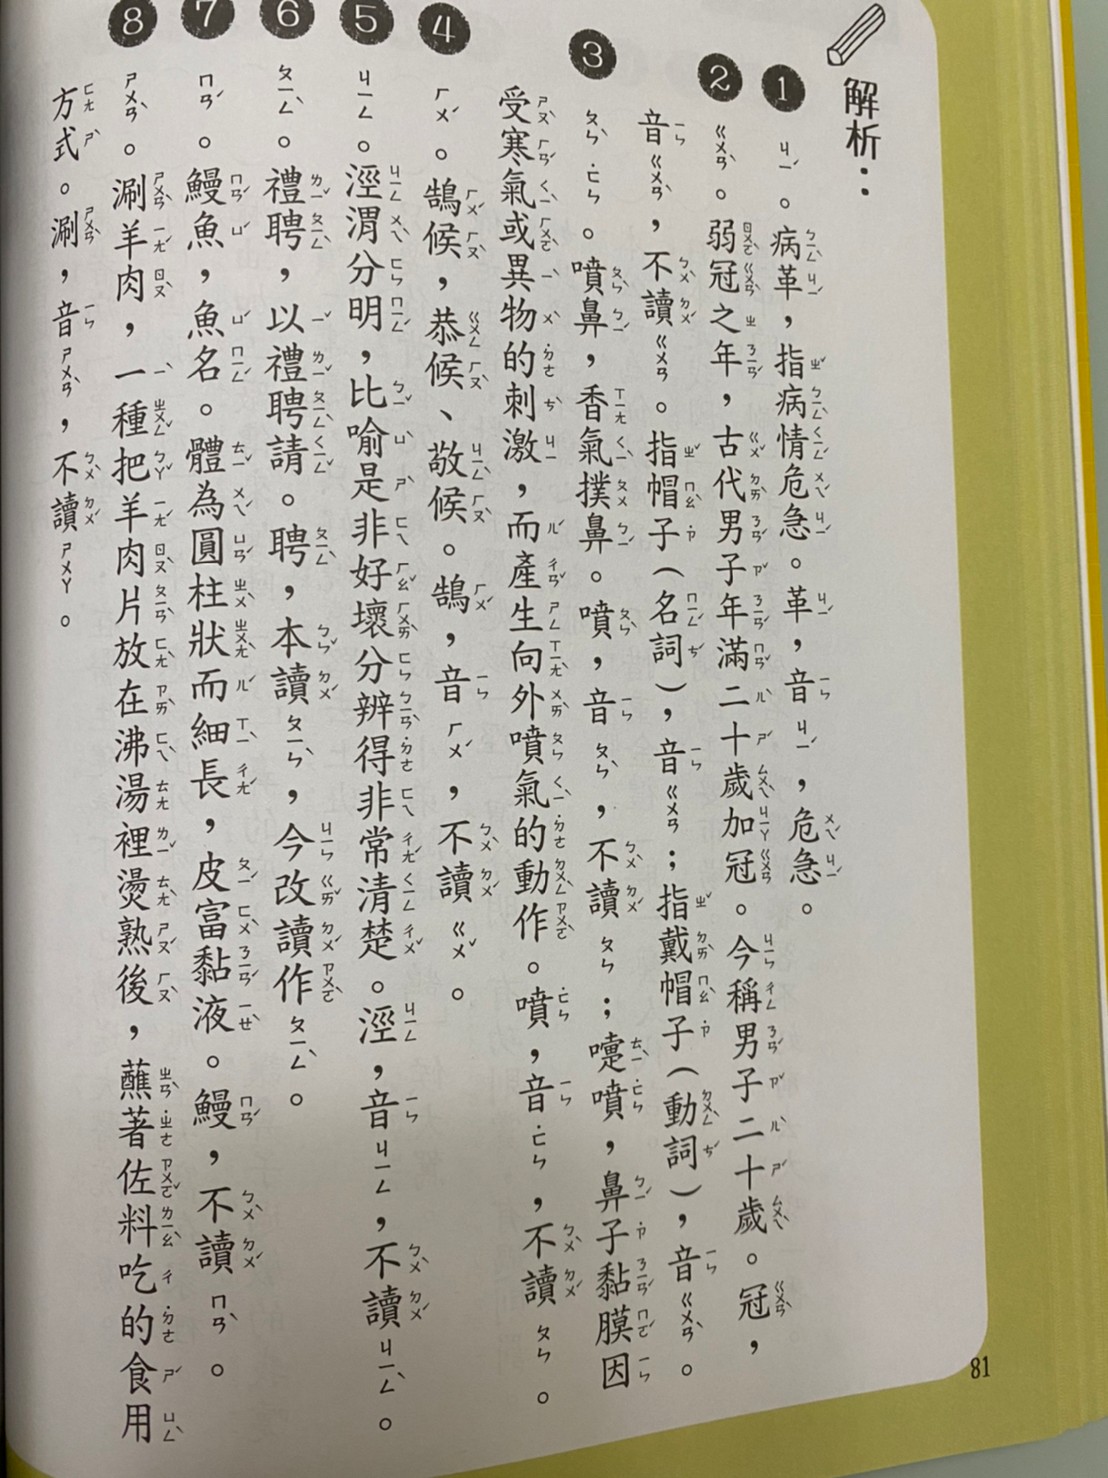 解析：
1 ㄐㄧˊ。病革，指病情危急。革，音ㄐㄧˊ，危急。
2 ㄍㄨㄢˋ。弱冠之年，古代男子年滿二十歲加冠。今稱男子二十歲。冠，
音ㄍㄨㄢˋ，不讀ㄍㄨㄢ。指帽子（名詞），音ㄍㄨㄢ；指戴帽子（動詞），音ㄍㄨㄢˋ。
3 ㄆㄣˋ ˙ㄈㄣ。噴鼻，香氣撲鼻。噴，音ㄆㄣˋ，不讀ㄆㄣ；嚏噴，鼻子黏膜因
受寒氣或異物的刺激，而產生向外噴氣的動作。噴，音˙ㄈㄣ，不讀ㄆㄣ。
4 ㄏㄨˊ。鵠候，恭候、敬候。鵠，音ㄏㄨˊ，不讀ㄍㄨˇ。
5 ㄐㄧㄥ。涇渭分明，比喻是非好壞分辨得非常清楚。涇，音ㄐㄧㄥ，不讀ㄐㄧㄥˋ。
6 ㄆㄧㄥˋ。禮聘，以禮聘請。聘，本讀ㄆㄧㄣˋ，今改讀作ㄆㄧㄥˋ。
7 ㄇㄢˊ。鰻魚，魚名。體為圓柱狀而細長，皮富黏液。鰻，不讀ㄇㄢˋ。
8 ㄕㄨㄢˋ。涮羊肉，一種把羊肉片放在沸湯裡燙熟後，蘸著佐料吃的食用
方式。涮，音ㄕㄨㄢˋ，不讀ㄕㄨㄚ。
81